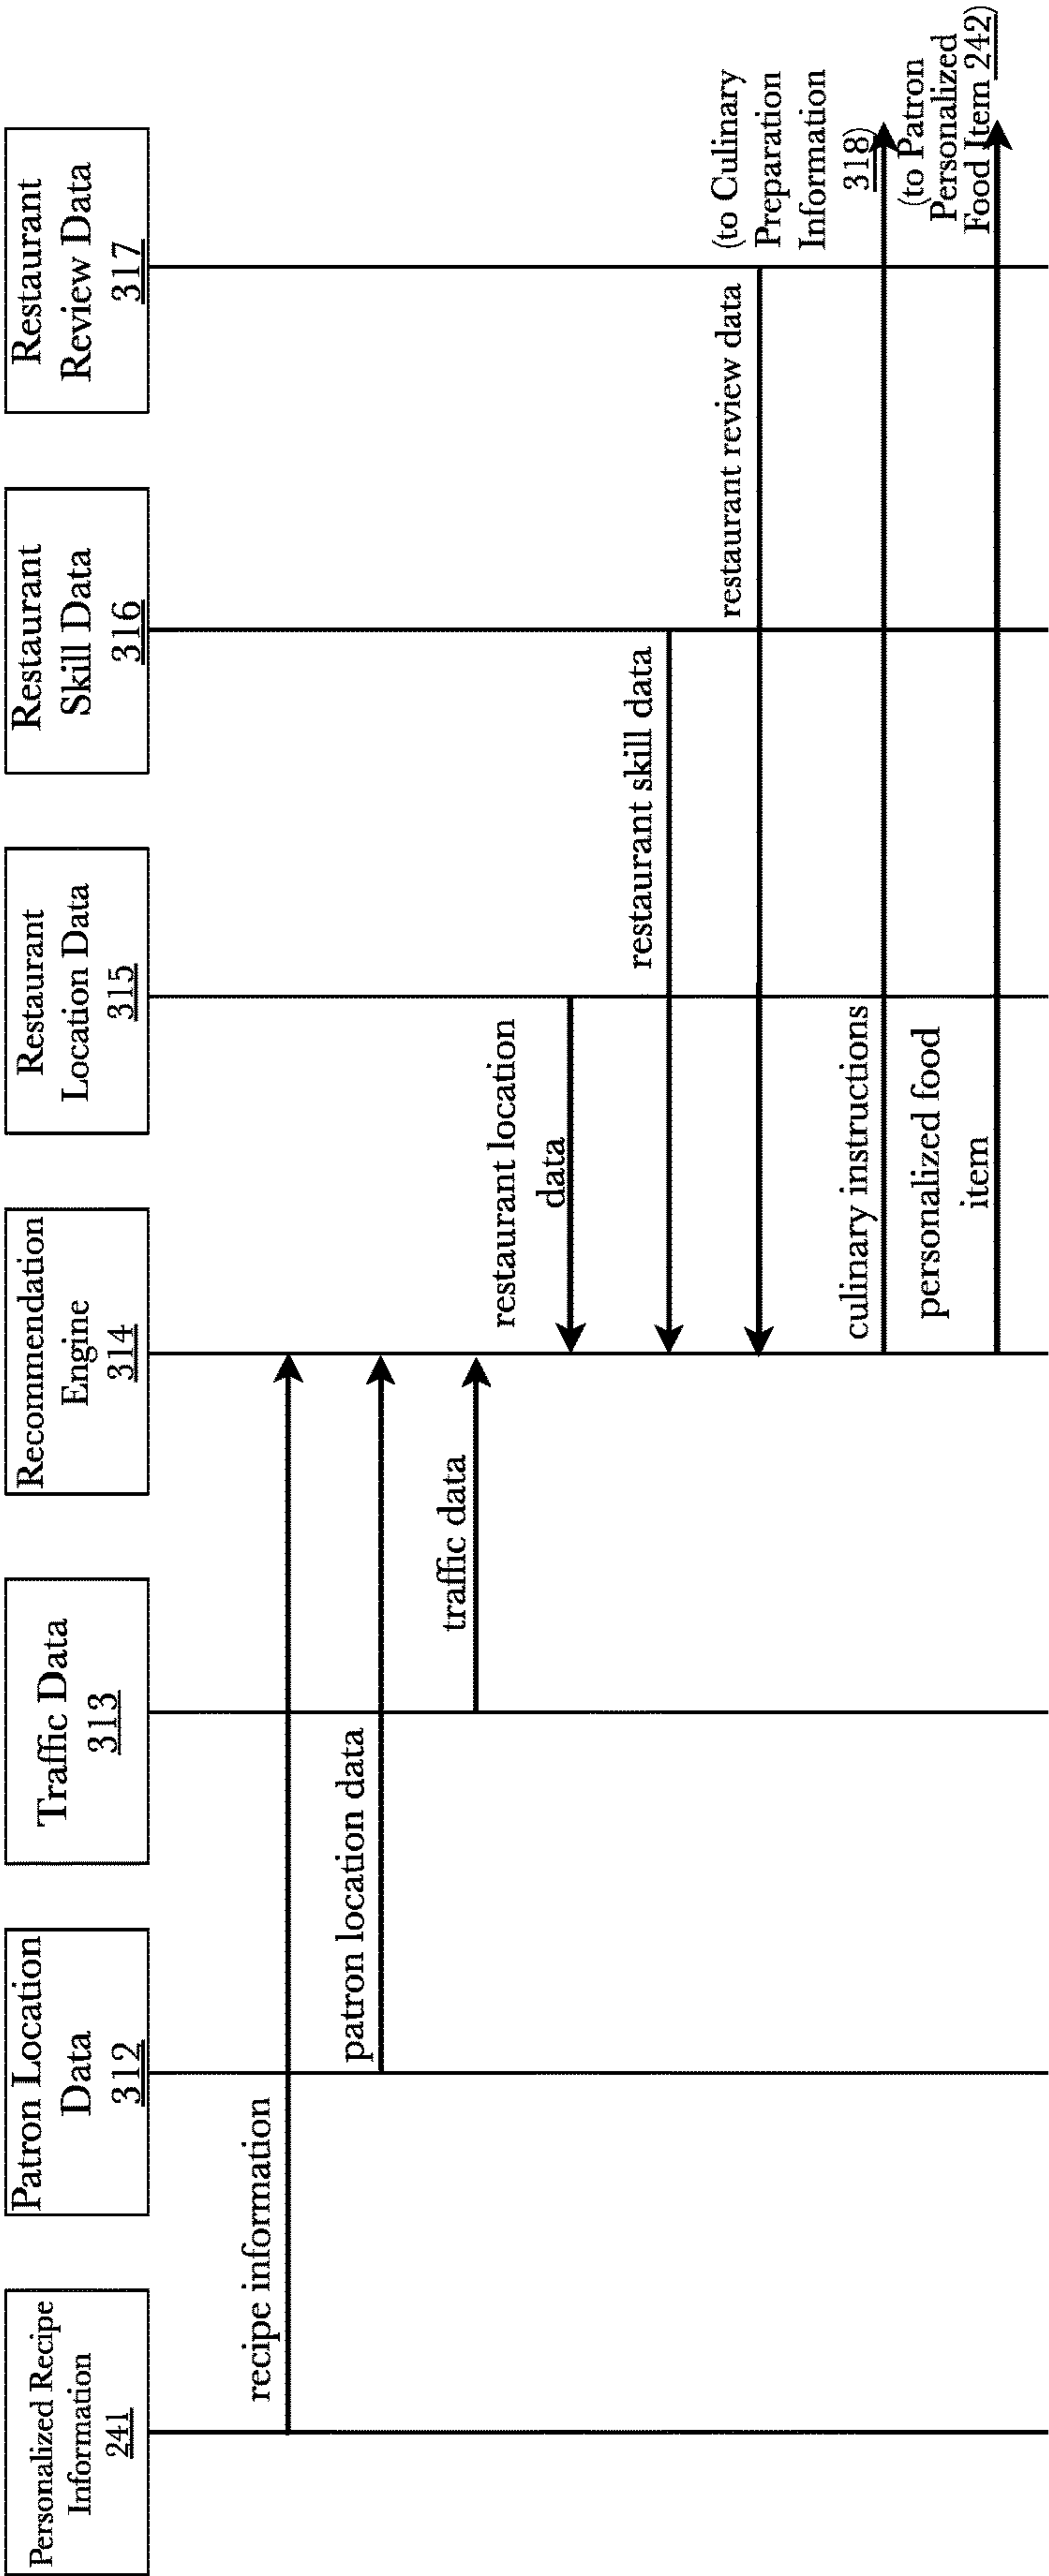 Personalized Recipe
Information
241
Patron Location
Data
312
Traffic Data
313
Recommendation
Engine
314
Restaurant
Location Data
315
Restaurant
Skill Data
316
Restaurant
Review Data
317
recipe information
patron location data
traffic data
restaurant location
data
restaurant skill data
restaurant review data
(to Culinary
Preparation
Information
318)
culinary instructions
(to Patron
Personalized
Food Item 242)
personalized food
item